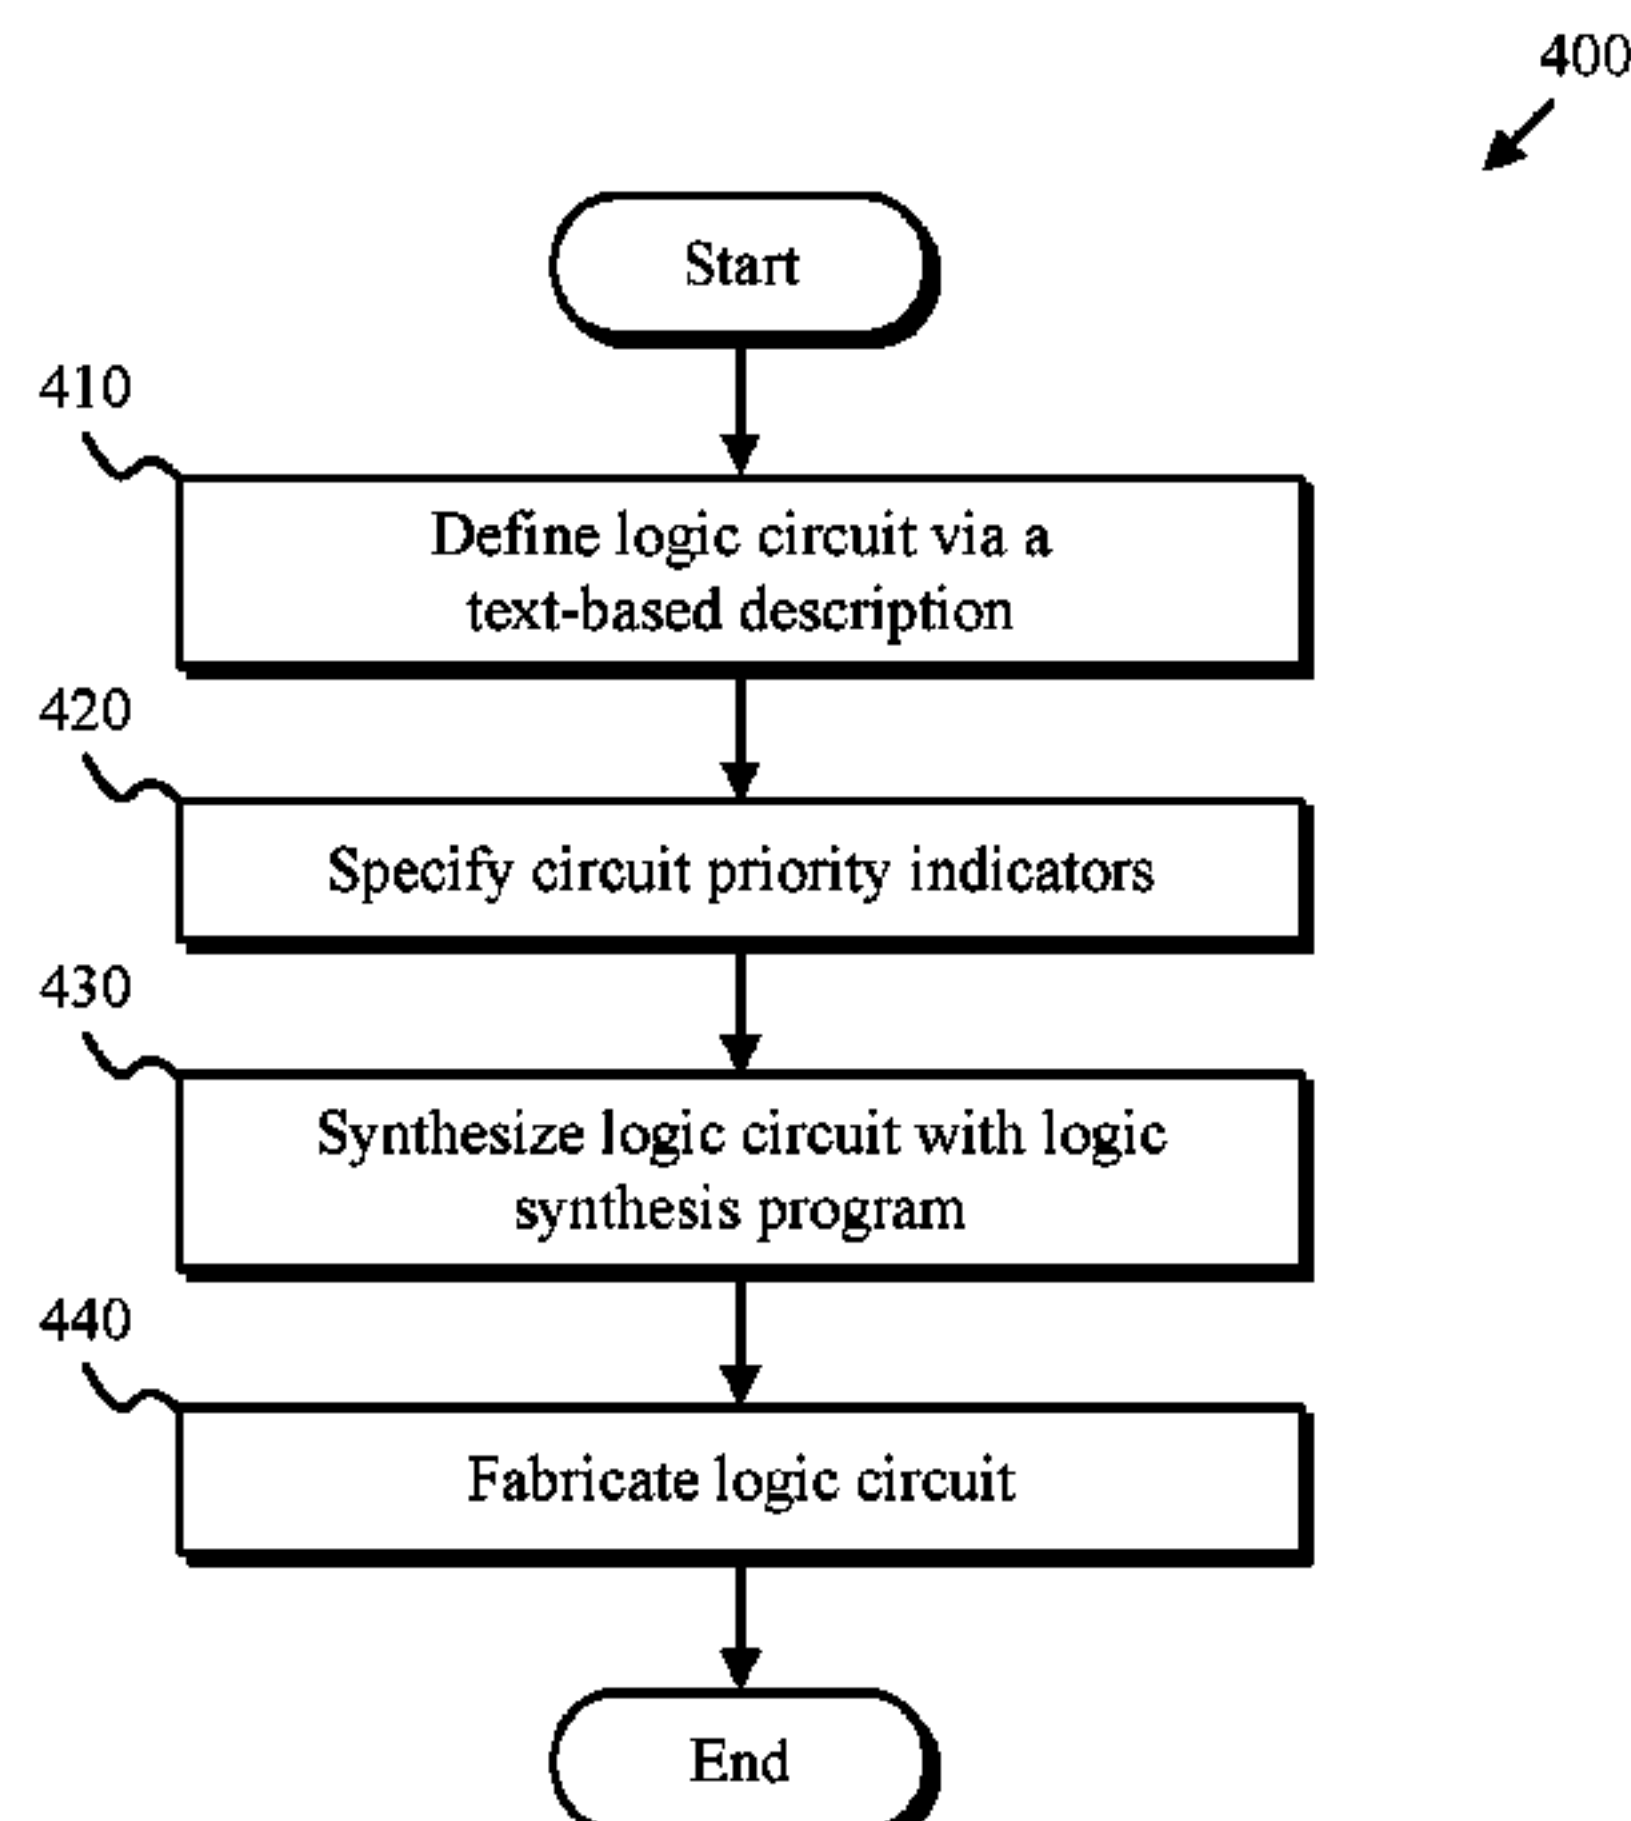 400
Start
410
Define logic circuit via a
text-based description
420
Specify circuit priority indicators
430
Synthesize logic circuit with logic
synthesis program
440
Fabricate logic circuit
End